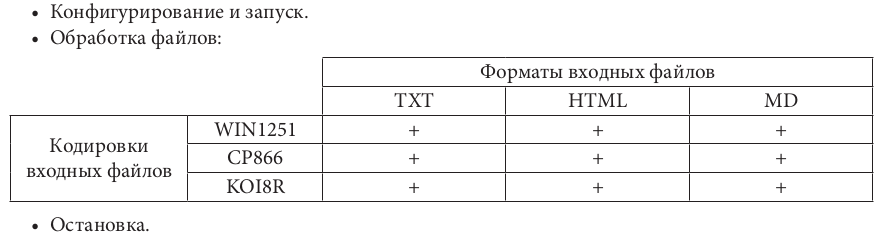 • Конфигурирование и запуск.
• Обработка файлов:
Форматы входных файлов
TXT HTML MD
Кодировки входных файлов
WIN1251 + + +
CP866 + + +
KOI8R + + +
• Остановка.